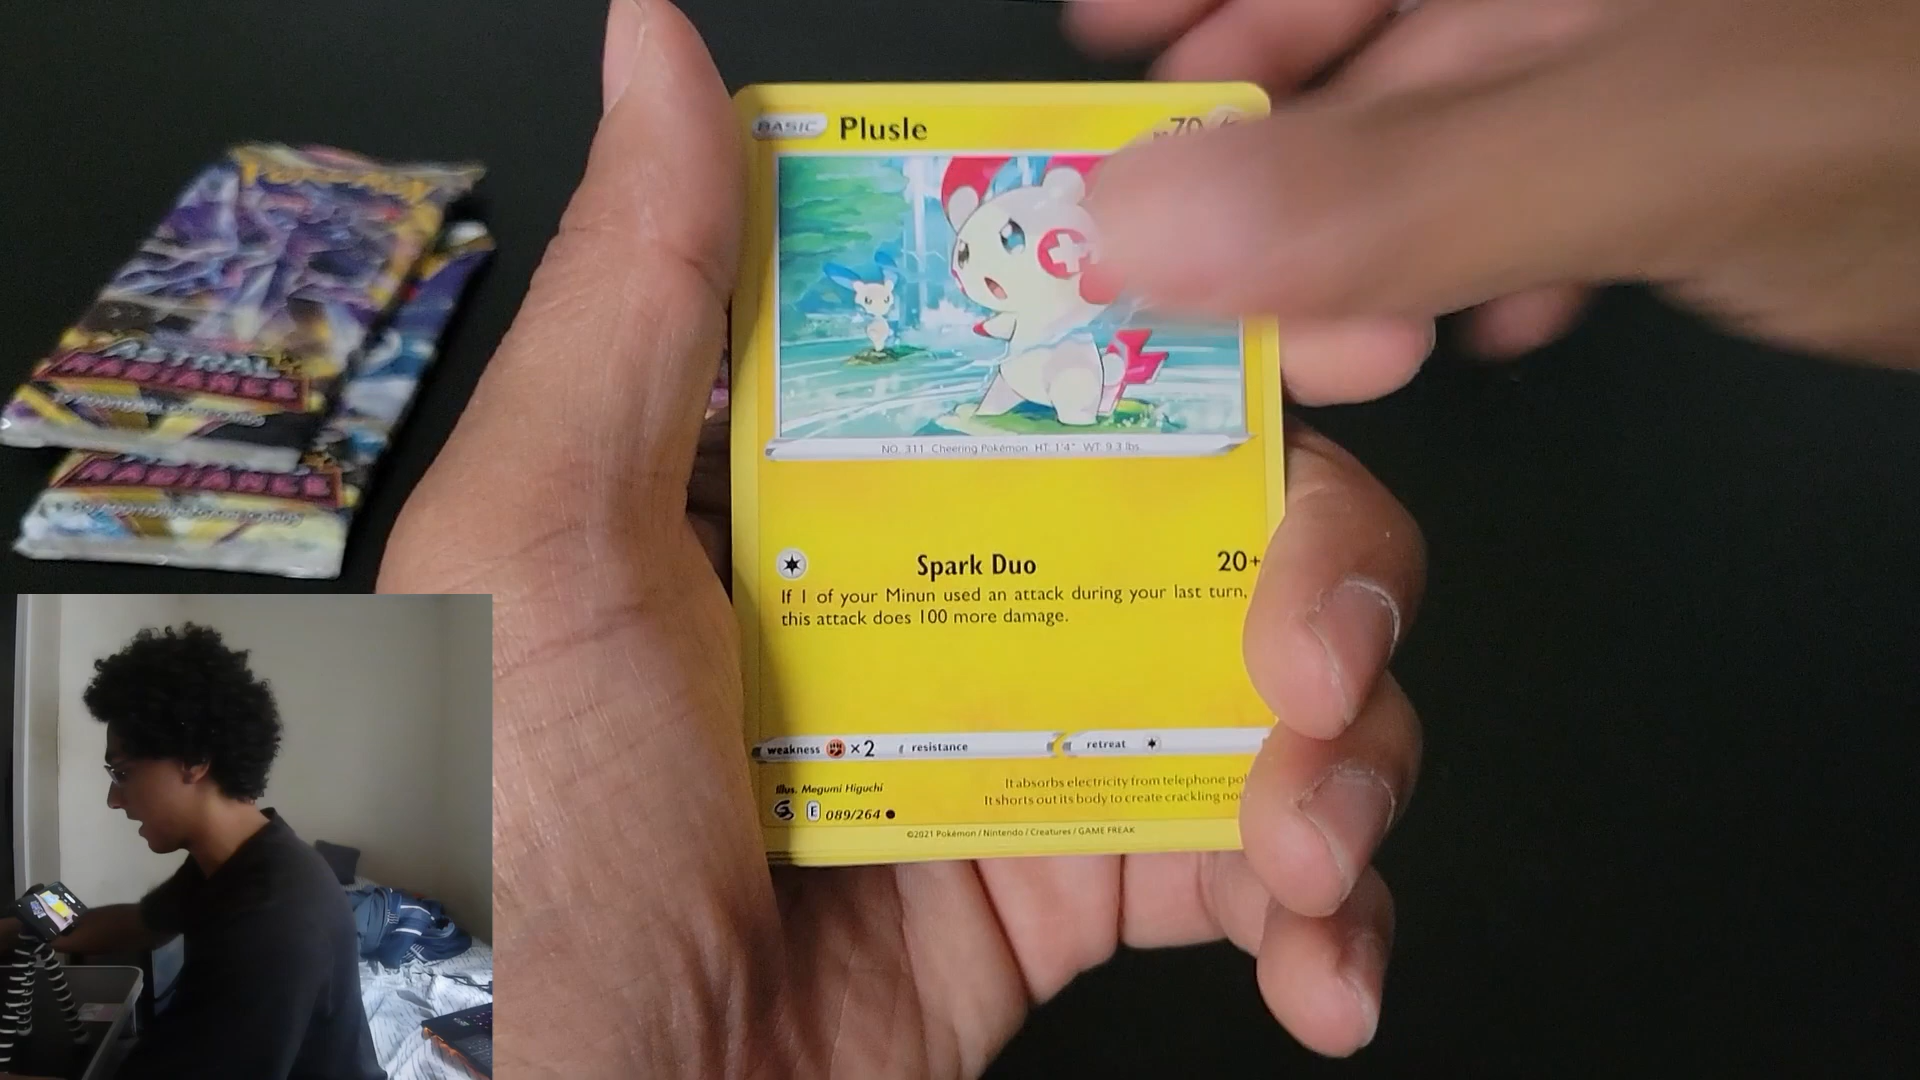 Pokémon
ASTRAL
RADIANCE
RADIANCE
BASIC Plusle 70
NO. 311 Cheering Pokémon HT: 1'4" WT: 9.3 lbs
Spark Duo 20+
If 1 of your Minun used an attack during your last turn,
this attack does 100 more damage.
weakness ×2 resistance retreat
Illus. Megumi Higuchi
It absorbs electricity from telephone
It shorts out its body to create crackling
E 089/264
©2021 Pokémon / Nintendo / Creatures / GAME FREAK